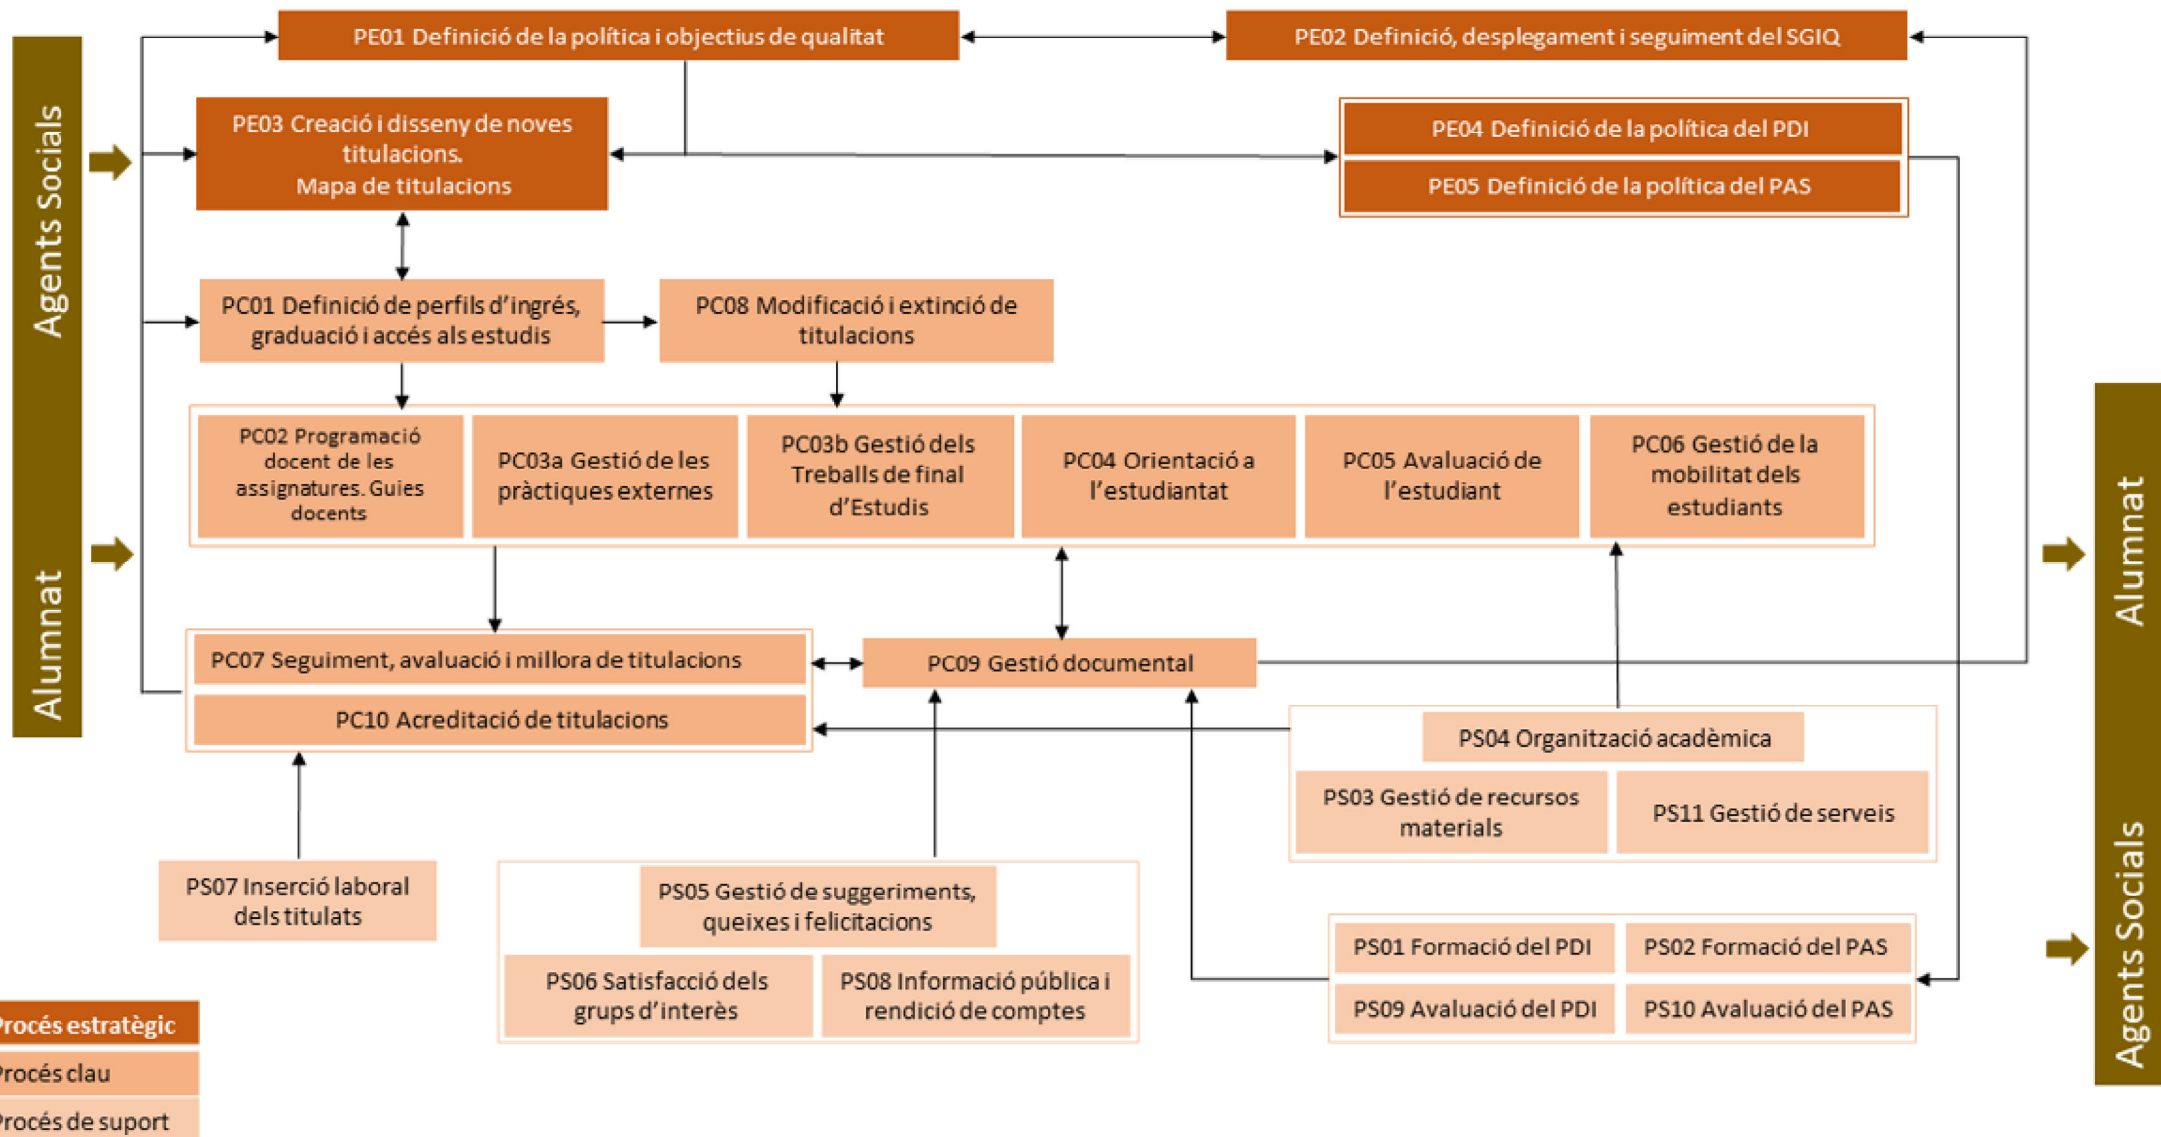 PE01 Definició de la política i objectius de qualitat
PE02 Definició, desplegament i seguiment del SGIQ
Agents Socials
Alumnat
PE03 Creació i disseny de noves
titulacions.
Mapa de titulacions
PE04 Definició de la política del PDI
PE05 Definició de la política del PAS
PC01 Definició de perfils d'ingrés,
graduació i accés als estudis
PC08 Modificació i extinció de
titulacions
PC02 Programació
docent de les
assignatures. Guies
docents
PC03a Gestió de les
pràctiques externes
PC03b Gestió dels
Treballs de final
d'Estudis
PC04 Orientació a
l'estudiantat
PC05 Avaluació de
l'estudiant
PC06 Gestió de la
mobilitat dels
estudiants
PC07 Seguiment, avaluació i millora de titulacions
PC10 Acreditació de titulacions
PC09 Gestió documental
PS04 Organització acadèmica
PS03 Gestió de recursos
materials
PS11 Gestió de serveis
PS07 Inserció laboral
dels titulats
PS05 Gestió de suggeriments,
queixes i felicitacions
PS06 Satisfacció dels
grups d'interès
PS08 Informació pública i
rendició de comptes
PS01 Formació del PDI
PS02 Formació del PAS
PS09 Avaluació del PDI
PS10 Avaluació del PAS
Alumnat
Agents Socials
Procés estratègic
Procés clau
Procés de suport